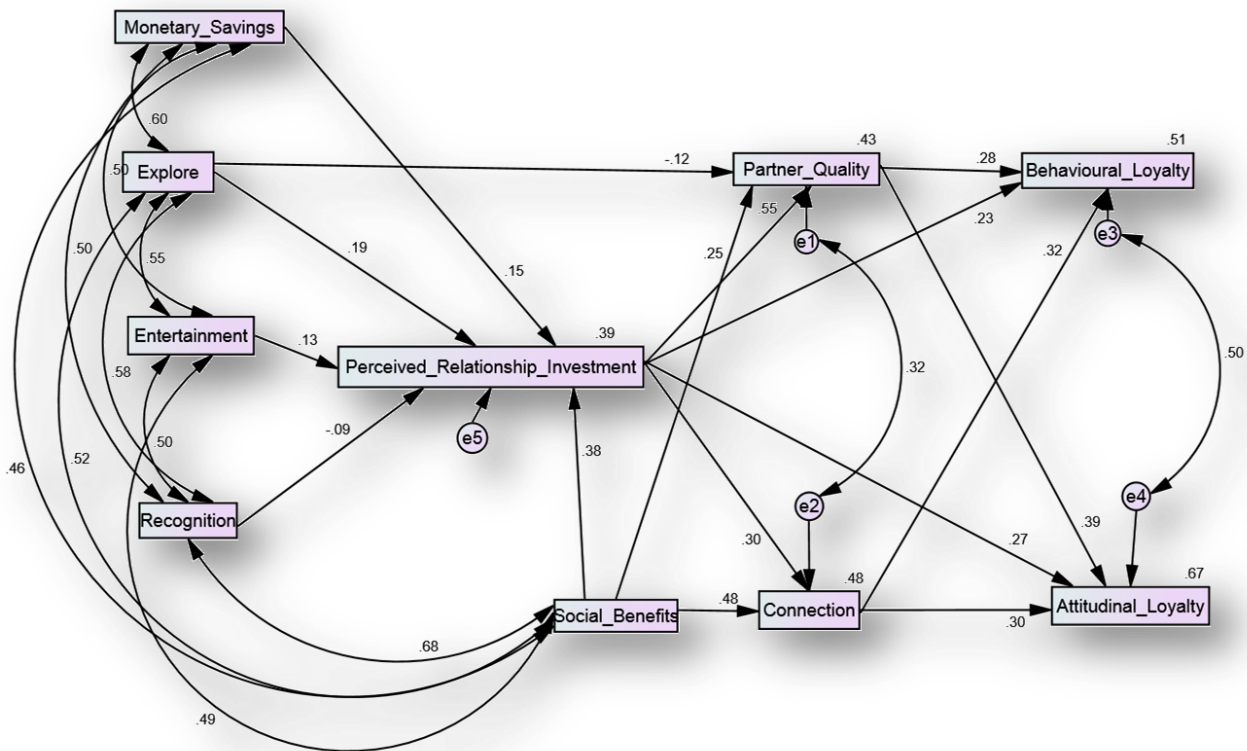 Monetary_Savings
.60
.43
.51
Explore
.50
-.12
Partner_Quality
.28
Behavioural_Loyalty
.55
.23
e1
e3
.50
.19
.25
.32
.55
.15
Entertainment
.13
.39
Perceived_Relationship_Investment
.32
.50
.58
e5
-.09
.50
.38
.46
.52
e2
e4
Recognition
.30
.27
.39
.48
.67
Social_Benefits
.48
Connection
.30
Attitudinal_Loyalty
.68
.49